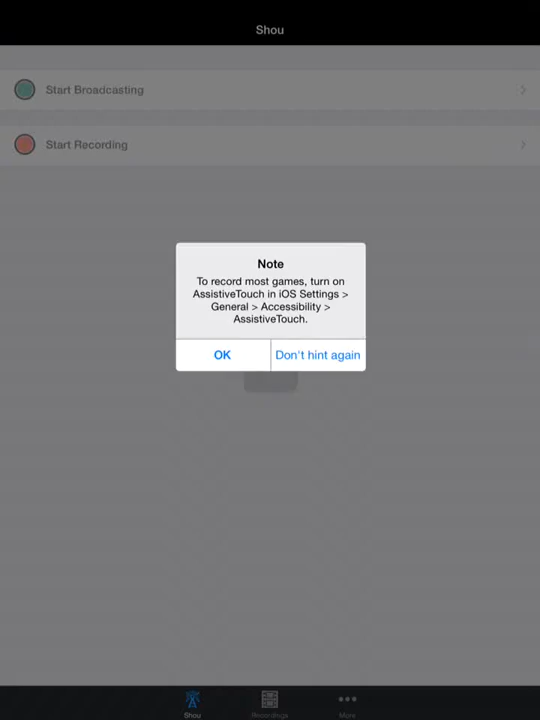 Shou
Start Broadcasting
Start Recording
Note
To record most games, turn on
AssistiveTouch in iOS Settings >
General > Accessibility >
AssistiveTouch.
OK
Don't hint again
Shou
Recordings
More